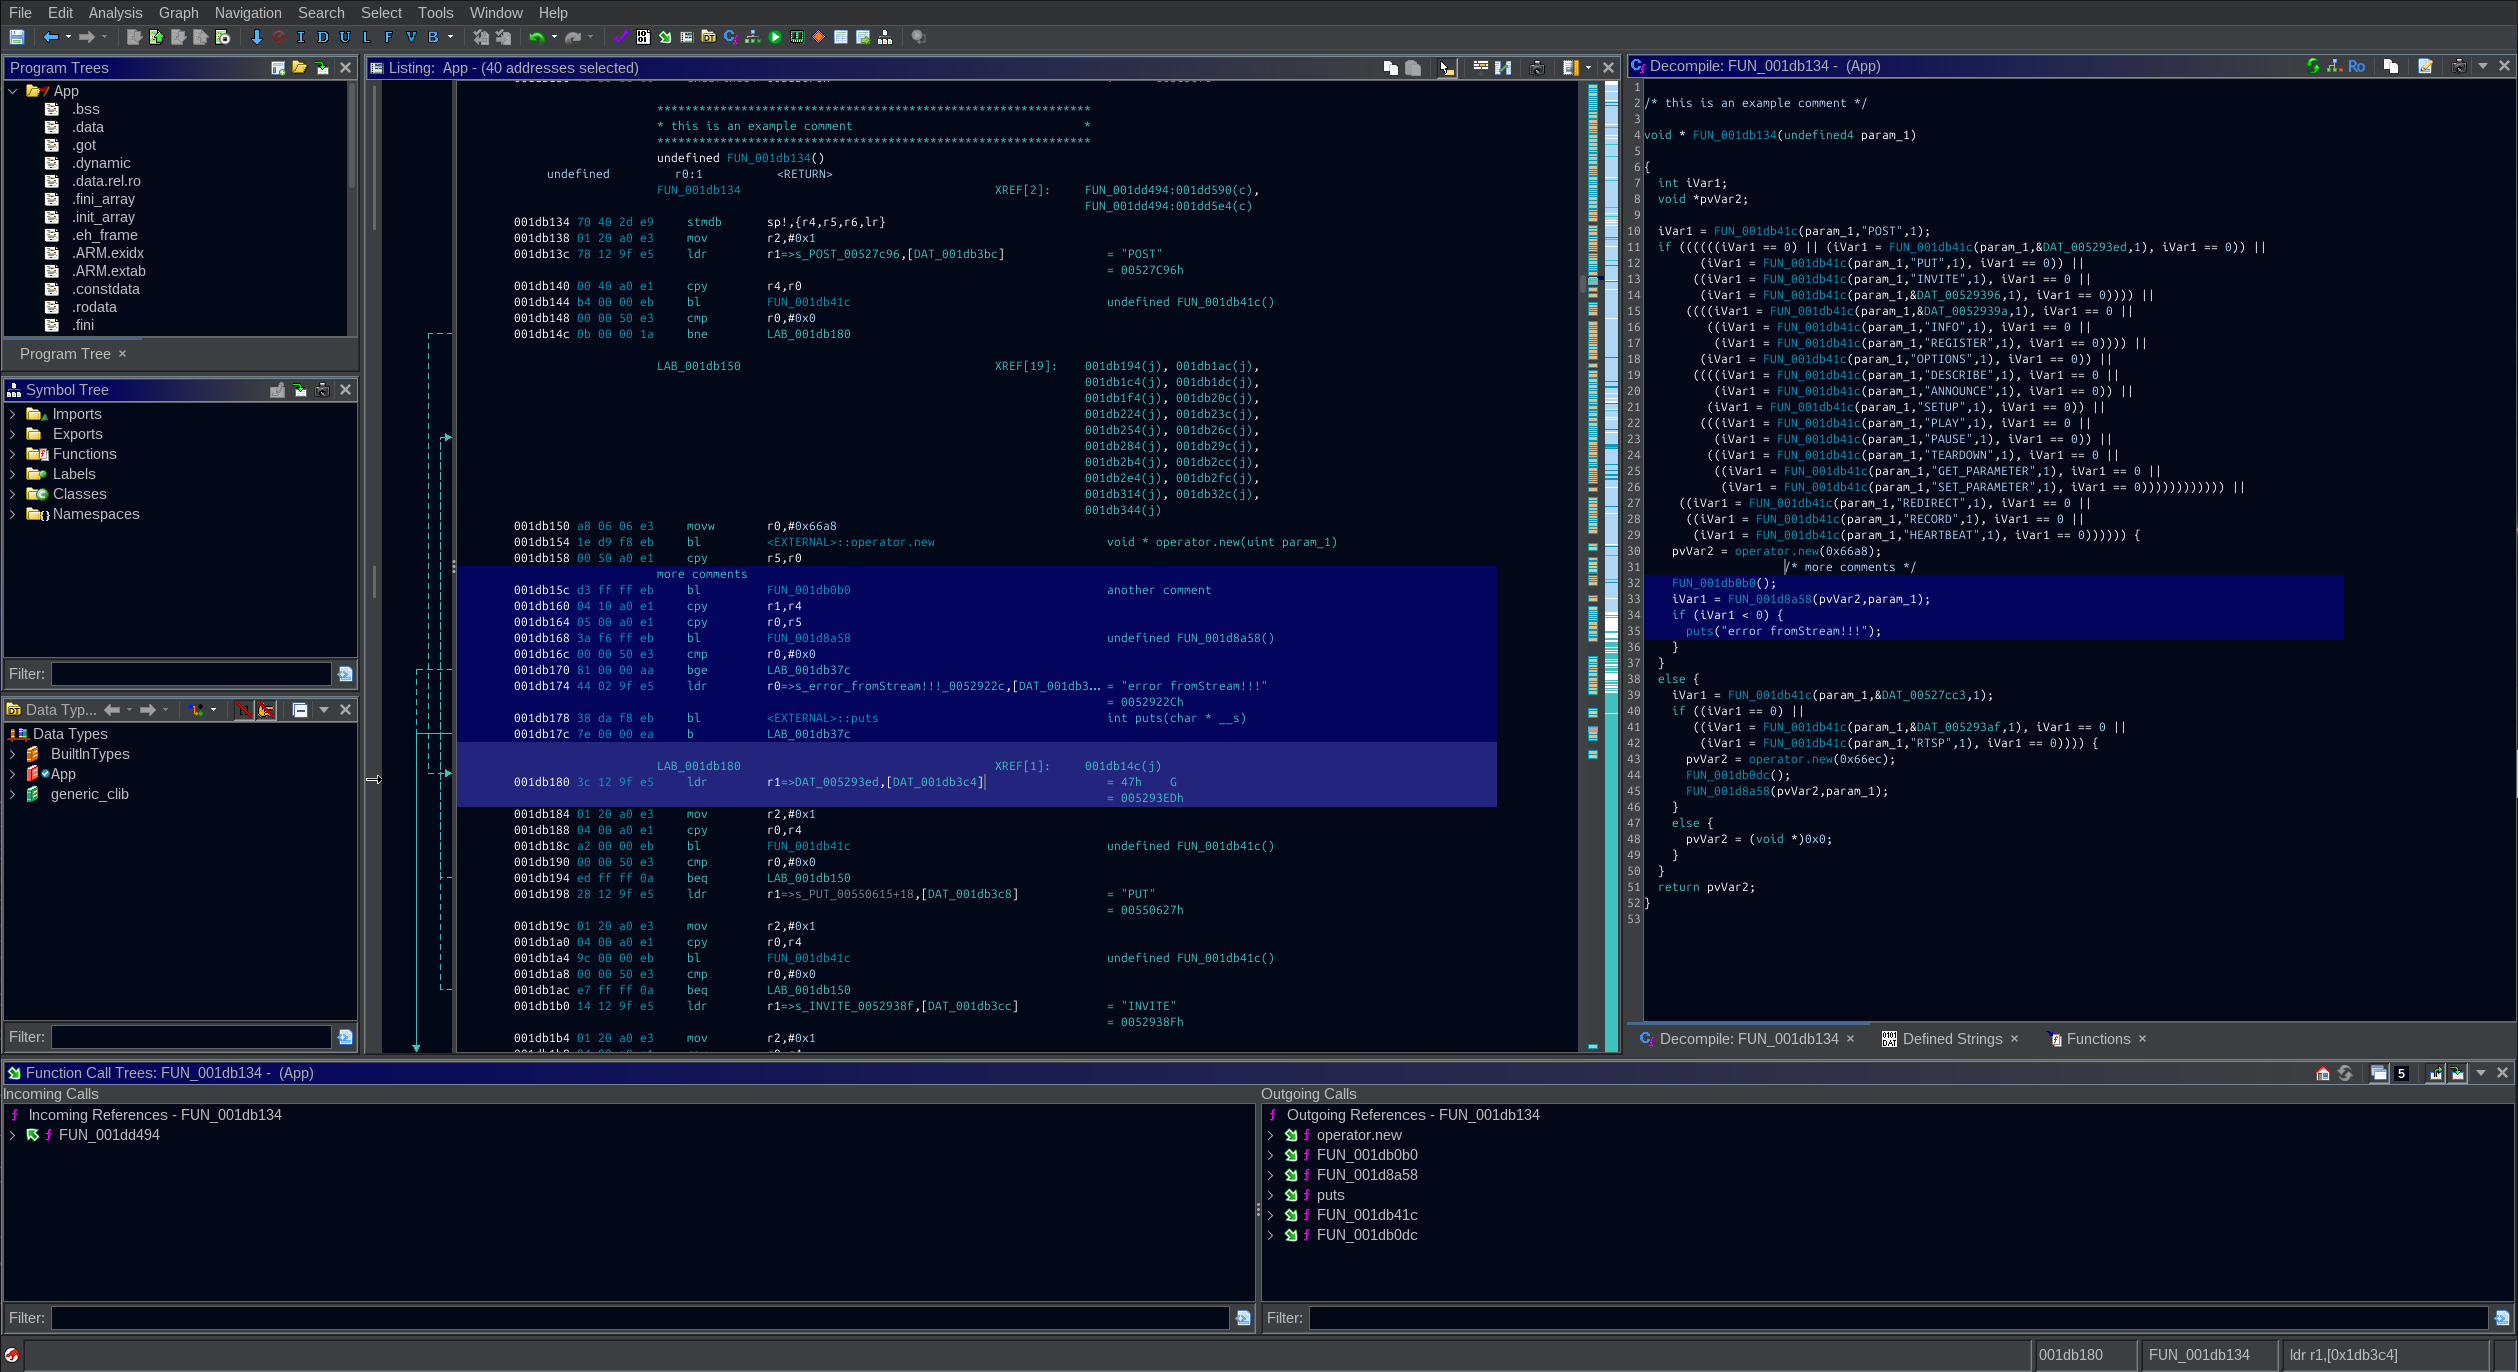 File Edit Analysis Graph Navigation Search Select Tools Window Help
I D U L F V B
Program Trees
App
.bss
.data
.got
.dynamic
.data.rel.ro
.fini_array
.init_array
.eh_frame
.ARM.exidx
.ARM.extab
.constdata
.rodata
.fini
Program Tree ×
Symbol Tree
Imports
Exports
Functions
Labels
Classes
Namespaces
Filter:
Data Typ...
Data Types
BuiltInTypes
App
generic_clib
Filter:
Listing: App - (40 addresses selected)
**************************************************************
* this is an example comment *
**************************************************************
undefined FUN_001db134()
undefined r0:1 <RETURN>
FUN_001db134 XREF[2]: FUN_001dd494:001dd590(c),
FUN_001dd494:001dd5e4(c)
001db134 70 40 2d e9 stmdb sp!,{r4,r5,r6,lr}
001db138 01 20 a0 e3 mov r2,#0x1
001db13c 78 12 9f e5 ldr r1=>s_POST_00527c96,[DAT_001db3bc] = "POST"
= 00527C96h
001db140 00 40 a0 e1 cpy r4,r0
001db144 b4 00 00 eb bl FUN_001db41c undefined FUN_001db41c()
001db148 00 00 50 e3 cmp r0,#0x0
001db14c 0b 00 00 1a bne LAB_001db180
LAB_001db150 XREF[19]: 001db194(j), 001db1ac(j),
001db1c4(j), 001db1dc(j),
001db1f4(j), 001db20c(j),
001db224(j), 001db23c(j),
001db254(j), 001db26c(j),
001db284(j), 001db29c(j),
001db2b4(j), 001db2cc(j),
001db2e4(j), 001db2fc(j),
001db314(j), 001db32c(j),
001db344(j)
001db150 a8 06 06 e3 movw r0,#0x66a8
001db154 1e d9 f8 eb bl <EXTERNAL>::operator.new void * operator.new(uint param_1)
001db158 00 50 a0 e1 cpy r5,r0
more comments
001db15c d3 ff ff eb bl FUN_001db0b0 another comment
001db160 04 10 a0 e1 cpy r1,r4
001db164 05 00 a0 e1 cpy r0,r5
001db168 3a f6 ff eb bl FUN_001d8a58 undefined FUN_001d8a58()
001db16c 00 00 50 e3 cmp r0,#0x0
001db170 81 00 00 aa bge LAB_001db37c
001db174 44 02 9f e5 ldr r0=>s_error_fromStream!!!_0052922c,[DAT_001db3... = "error fromStream!!!"
= 0052922Ch
001db178 38 da f8 eb bl <EXTERNAL>::puts int puts(char * __s)
001db17c 7e 00 00 ea b LAB_001db37c
LAB_001db180 XREF[1]: 001db14c(j)
001db180 3c 12 9f e5 ldr r1=>DAT_005293ed,[DAT_001db3c4] = 47h G
= 005293EDh
001db184 01 20 a0 e3 mov r2,#0x1
001db188 04 00 a0 e1 cpy r0,r4
001db18c a2 00 00 eb bl FUN_001db41c undefined FUN_001db41c()
001db190 00 00 50 e3 cmp r0,#0x0
001db194 ed ff ff 0a beq LAB_001db150
001db198 28 12 9f e5 ldr r1=>s_PUT_00550615+18,[DAT_001db3c8] = "PUT"
= 00550627h
001db19c 01 20 a0 e3 mov r2,#0x1
001db1a0 04 00 a0 e1 cpy r0,r4
001db1a4 9c 00 00 eb bl FUN_001db41c undefined FUN_001db41c()
001db1a8 00 00 50 e3 cmp r0,#0x0
001db1ac e7 ff ff 0a beq LAB_001db150
001db1b0 14 12 9f e5 ldr r1=>s_INVITE_0052938f,[DAT_001db3cc] = "INVITE"
= 0052938Fh
001db1b4 01 20 a0 e3 mov r2,#0x1
Decompile: FUN_001db134 - (App)
Ro
1
2 /* this is an example comment */
3
4 void * FUN_001db134(undefined4 param_1)
5
6 {
7 int iVar1;
8 void *pvVar2;
9
10 iVar1 = FUN_001db41c(param_1,"POST",1);
11 if ((((((iVar1 == 0) || (iVar1 = FUN_001db41c(param_1,&DAT_005293ed,1), iVar1 == 0)) ||
12 (iVar1 = FUN_001db41c(param_1,"PUT",1), iVar1 == 0)) ||
13 ((iVar1 = FUN_001db41c(param_1,"INVITE",1), iVar1 == 0 ||
14 (iVar1 = FUN_001db41c(param_1,&DAT_00529396,1), iVar1 == 0)))) ||
15 ((((iVar1 = FUN_001db41c(param_1,&DAT_0052939a,1), iVar1 == 0 ||
16 ((iVar1 = FUN_001db41c(param_1,"INFO",1), iVar1 == 0 ||
17 (iVar1 = FUN_001db41c(param_1,"REGISTER",1), iVar1 == 0)))) ||
18 (iVar1 = FUN_001db41c(param_1,"OPTIONS",1), iVar1 == 0)) ||
19 ((((iVar1 = FUN_001db41c(param_1,"DESCRIBE",1), iVar1 == 0 ||
20 (iVar1 = FUN_001db41c(param_1,"ANNOUNCE",1), iVar1 == 0)) ||
21 (iVar1 = FUN_001db41c(param_1,"SETUP",1), iVar1 == 0)) ||
22 (((iVar1 = FUN_001db41c(param_1,"PLAY",1), iVar1 == 0 ||
23 (iVar1 = FUN_001db41c(param_1,"PAUSE",1), iVar1 == 0)) ||
24 ((iVar1 = FUN_001db41c(param_1,"TEARDOWN",1), iVar1 == 0 ||
25 ((iVar1 = FUN_001db41c(param_1,"GET_PARAMETER",1), iVar1 == 0 ||
26 (iVar1 = FUN_001db41c(param_1,"SET_PARAMETER",1), iVar1 == 0)))))))))))) ||
27 ((iVar1 = FUN_001db41c(param_1,"REDIRECT",1), iVar1 == 0 ||
28 ((iVar1 = FUN_001db41c(param_1,"RECORD",1), iVar1 == 0 ||
29 (iVar1 = FUN_001db41c(param_1,"HEARTBEAT",1), iVar1 == 0)))))) {
30 pvVar2 = operator.new(0x66a8);
31 /* more comments */
32 FUN_001db0b0();
33 iVar1 = FUN_001d8a58(pvVar2,param_1);
34 if (iVar1 < 0) {
35 puts("error fromStream!!!");
36 }
37 }
38 else {
39 iVar1 = FUN_001db41c(param_1,&DAT_00527cc3,1);
40 if ((iVar1 == 0) ||
41 ((iVar1 = FUN_001db41c(param_1,&DAT_005293af,1), iVar1 == 0 ||
42 (iVar1 = FUN_001db41c(param_1,"RTSP",1), iVar1 == 0)))) {
43 pvVar2 = operator.new(0x66ec);
44 FUN_001db0dc();
45 FUN_001d8a58(pvVar2,param_1);
46 }
47 else {
48 pvVar2 = (void *)0x0;
49 }
50 }
51 return pvVar2;
52 }
53
Decompile: FUN_001db134 × Defined Strings × Functions ×
Function Call Trees: FUN_001db134 - (App)
5
Incoming Calls
Incoming References - FUN_001db134
FUN_001dd494
Filter:
Outgoing Calls
Outgoing References - FUN_001db134
operator.new
FUN_001db0b0
FUN_001d8a58
puts
FUN_001db41c
FUN_001db0dc
Filter:
001db180 FUN_001db134 ldr r1,[0x1db3c4]